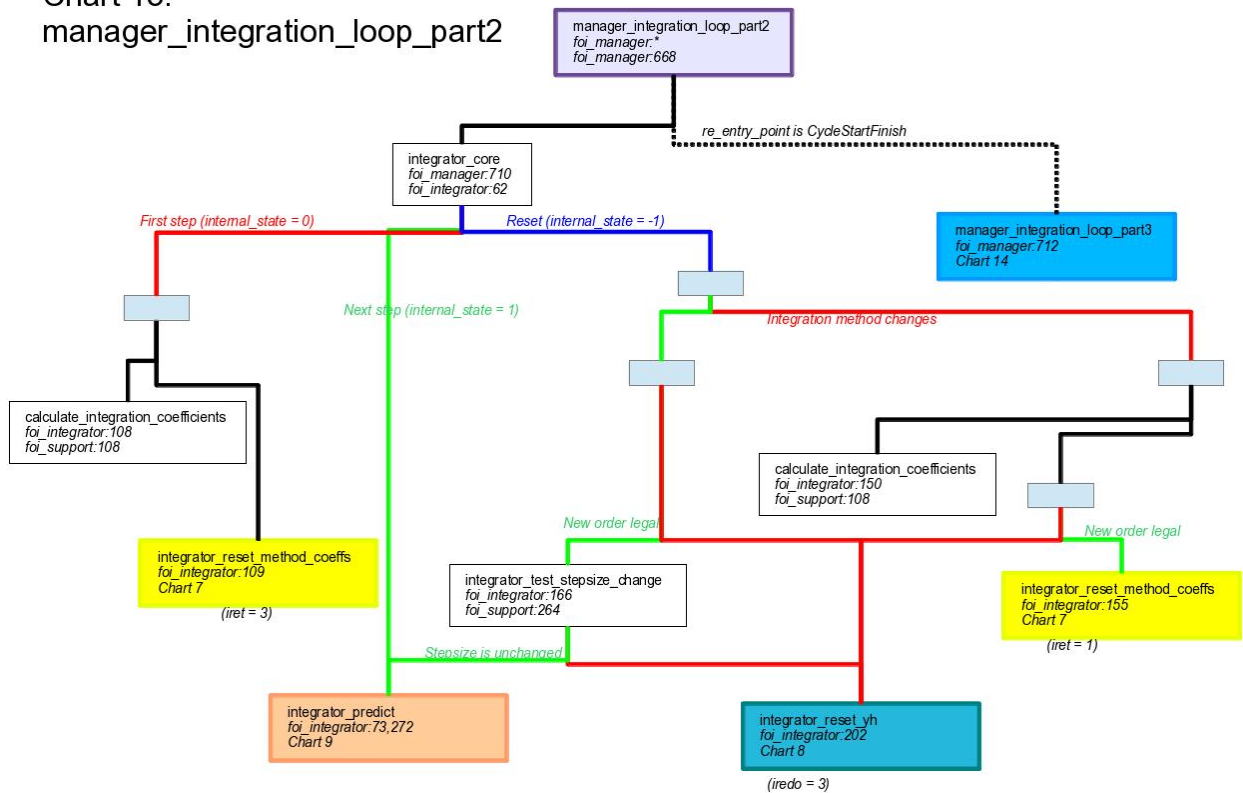 manager_integration_loop_part2
manager_integration_loop_part2
foi_manager:*
foi_manager:668
re_entry_point is CycleStartFinish
integrator_core
foi_manager:710
foi_integrator:62
First step (internal_state = 0)
Reset (internal_state = -1)
manager_integration_loop_part3
foi_manager:712
Chart 14
Next step (internal_state = 1)
Integration method changes
calculate_integration_coefficients
foi_integrator:108
foi_support:108
calculate_integration_coefficients
foi_integrator:150
foi_support:108
New order legal
New order legal
integrator_reset_method_coeffs
foi_integrator:109
Chart 7
(iret = 3)
integrator_test_stepsize_change
foi_integrator:166
foi_support:264
integrator_reset_method_coeffs
foi_integrator:155
Chart 7
(iret = 1)
Stepsize is unchanged
integrator_predict
foi_integrator:73,272
Chart 9
integrator_reset_yh
foi_integrator:202
Chart 8
(iredo = 3)